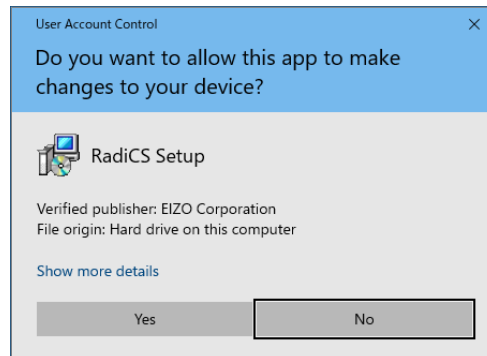 User Account Control
Do you want to allow this app to make
changes to your device?
RadiCS Setup
Verified publisher: EIZO Corporation
File origin: Hard drive on this computer
Show more details
Yes
No